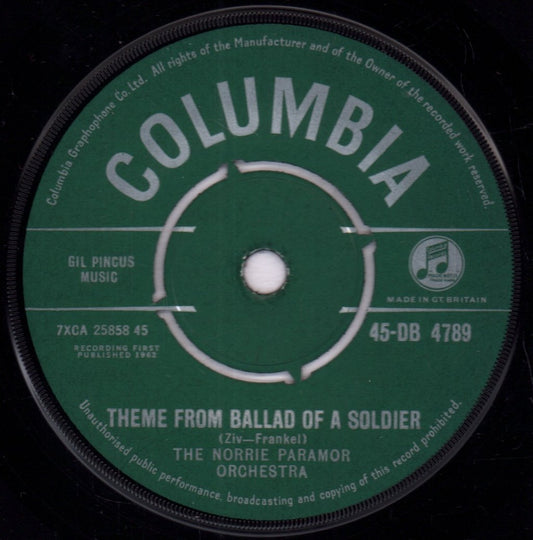 Columbia Graphophone Co. Ltd. All rights of the Manufacturer and of the Owner of the recorded work reserved.
COLUMBIA
GIL PINCUS
MUSIC
MADE IN GT. BRITAIN
7XCA 25858 45
45-DB 4789
RECORDING FIRST
PUBLISHED 1962
THEME FROM BALLAD OF A SOLDIER
(Ziv—Frankel)
THE NORRIE PARAMOR
ORCHESTRA
Unauthorised public performance, broadcasting and copying of this record prohibited.